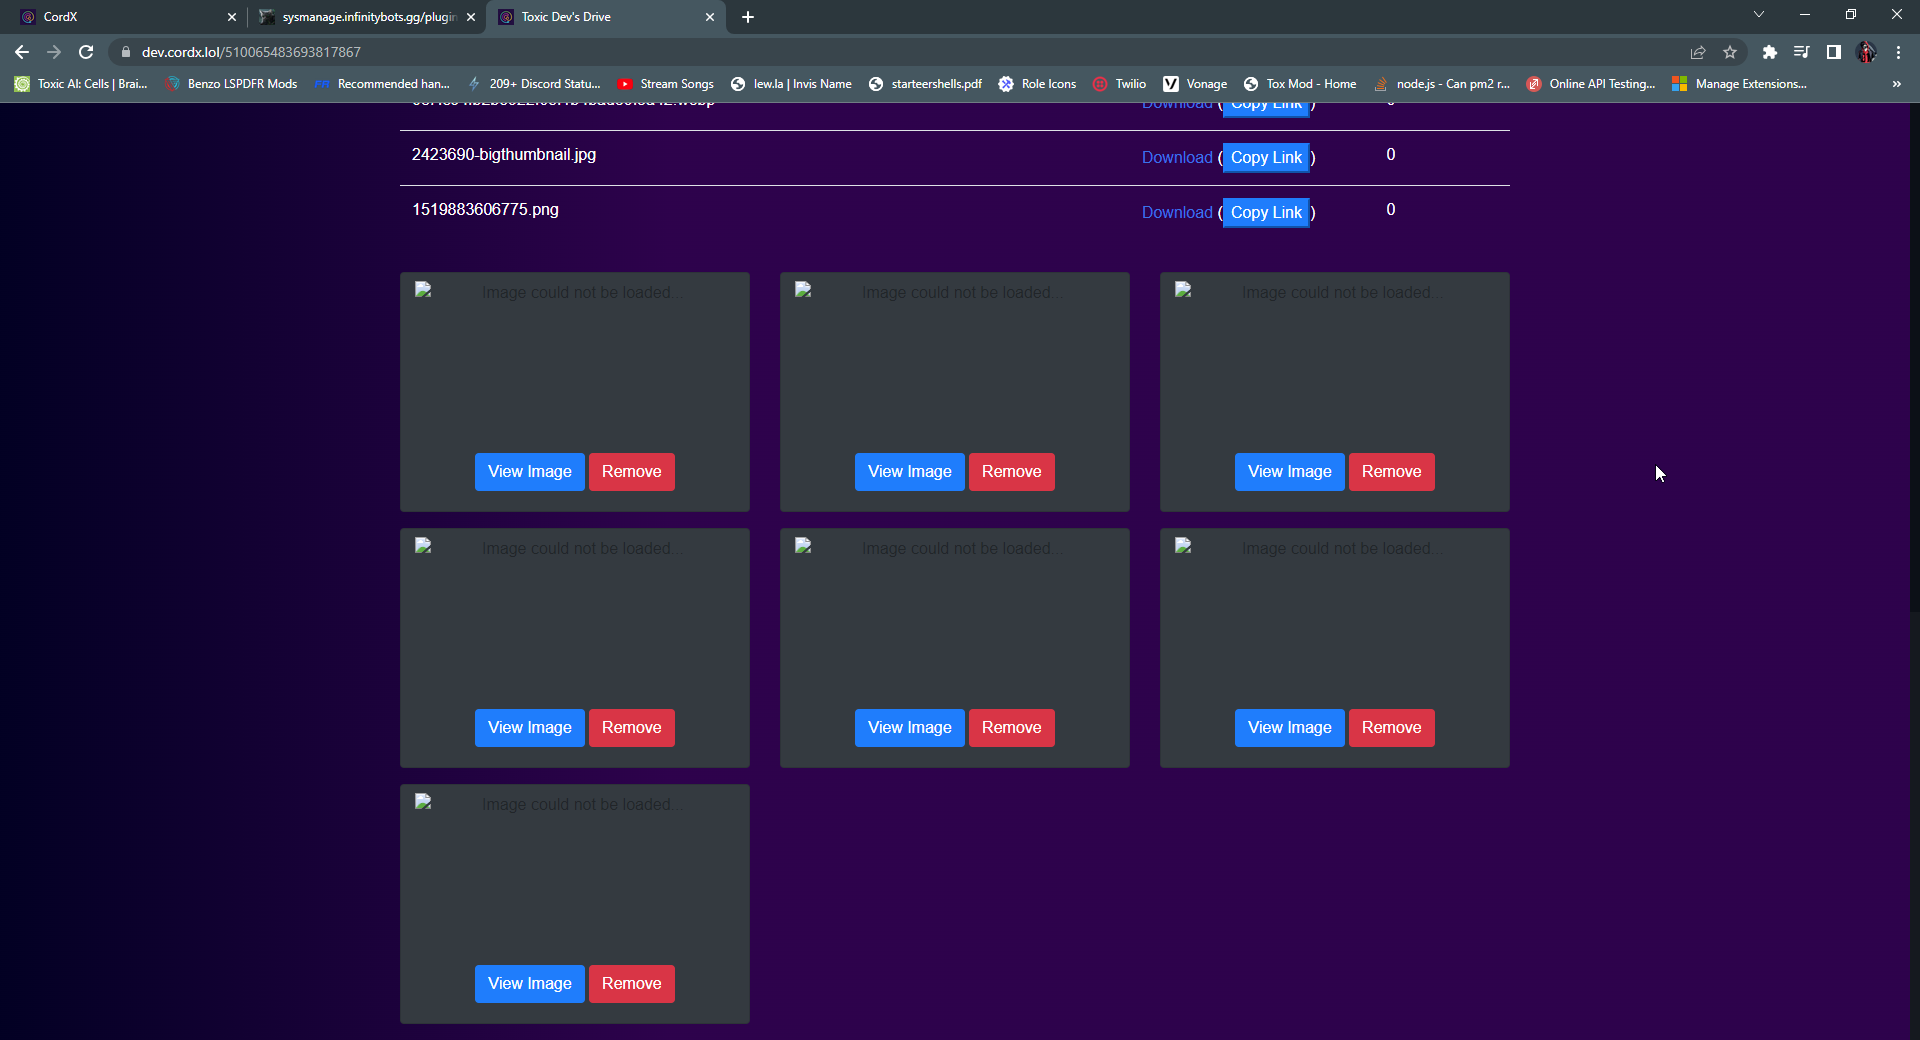 CordX
sysmanage.infinitybots.gg/plugin
Toxic Dev's Drive
dev.cordx.lol/510065483693817867
Toxic AI: Cells | Brai...
Benzo LSPDFR Mods
Recommended han...
209+ Discord Statu...
Stream Songs
lew.la | Invis Name
starteershells.pdf
Role Icons
Twilio
Vonage
Tox Mod - Home
node.js - Can pm2 r...
Online API Testing...
Manage Extensions...
»
Download (Copy Link)
2423690-bigthumbnail.jpg Download (Copy Link) 0
1519883606775.png Download (Copy Link) 0
Image could not be loaded... Image could not be loaded... Image could not be loaded...
View Image Remove View Image Remove View Image Remove
Image could not be loaded... Image could not be loaded... Image could not be loaded...
View Image Remove View Image Remove View Image Remove
Image could not be loaded...
View Image Remove